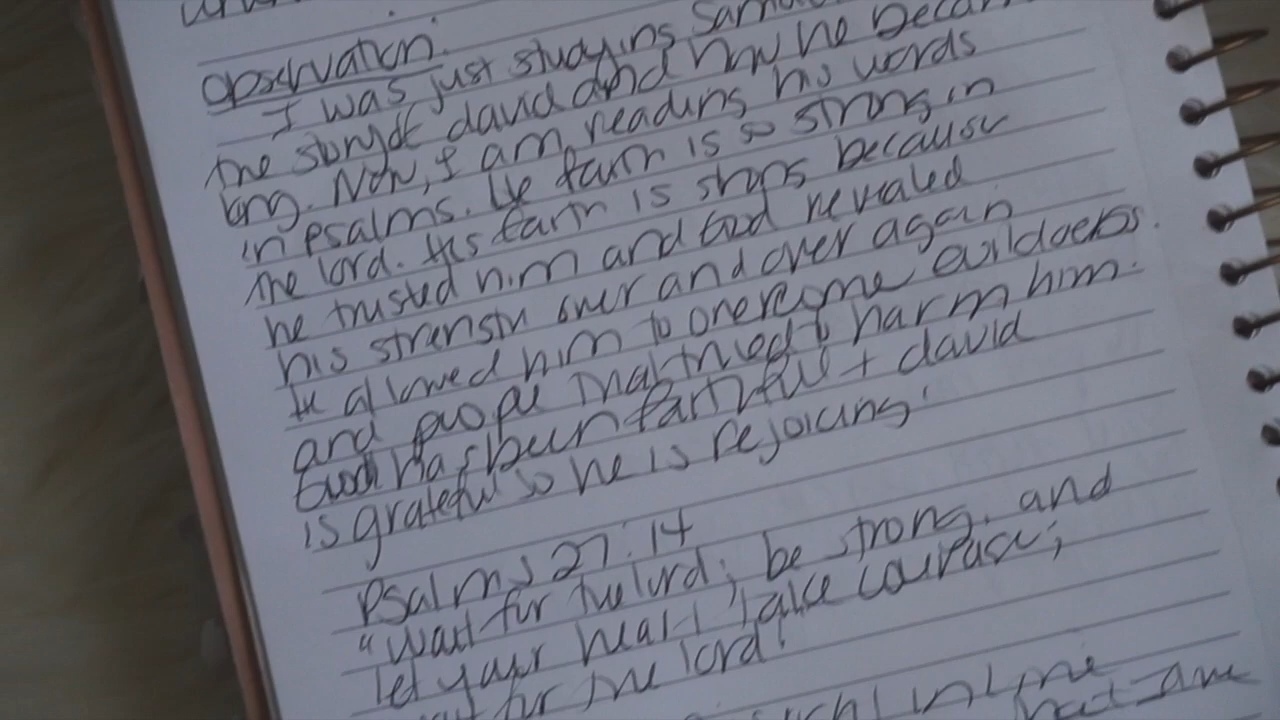 Observation:
I was just studying Samu
the story of david and how he becam
king. Now, I am reading his words
in psalms. He faith is so strong in
the lord. His faith is strong because
he trusted him and God revealed
his strength over and over again
He allowed him to overcome evildoers
and people that tried to harm him.
God has been faithful + david
is grateful so he is rejoicing!
Psalms 27:14
"Wait for the lord; be strong, and
let your heart take courage;
for the lord!
in